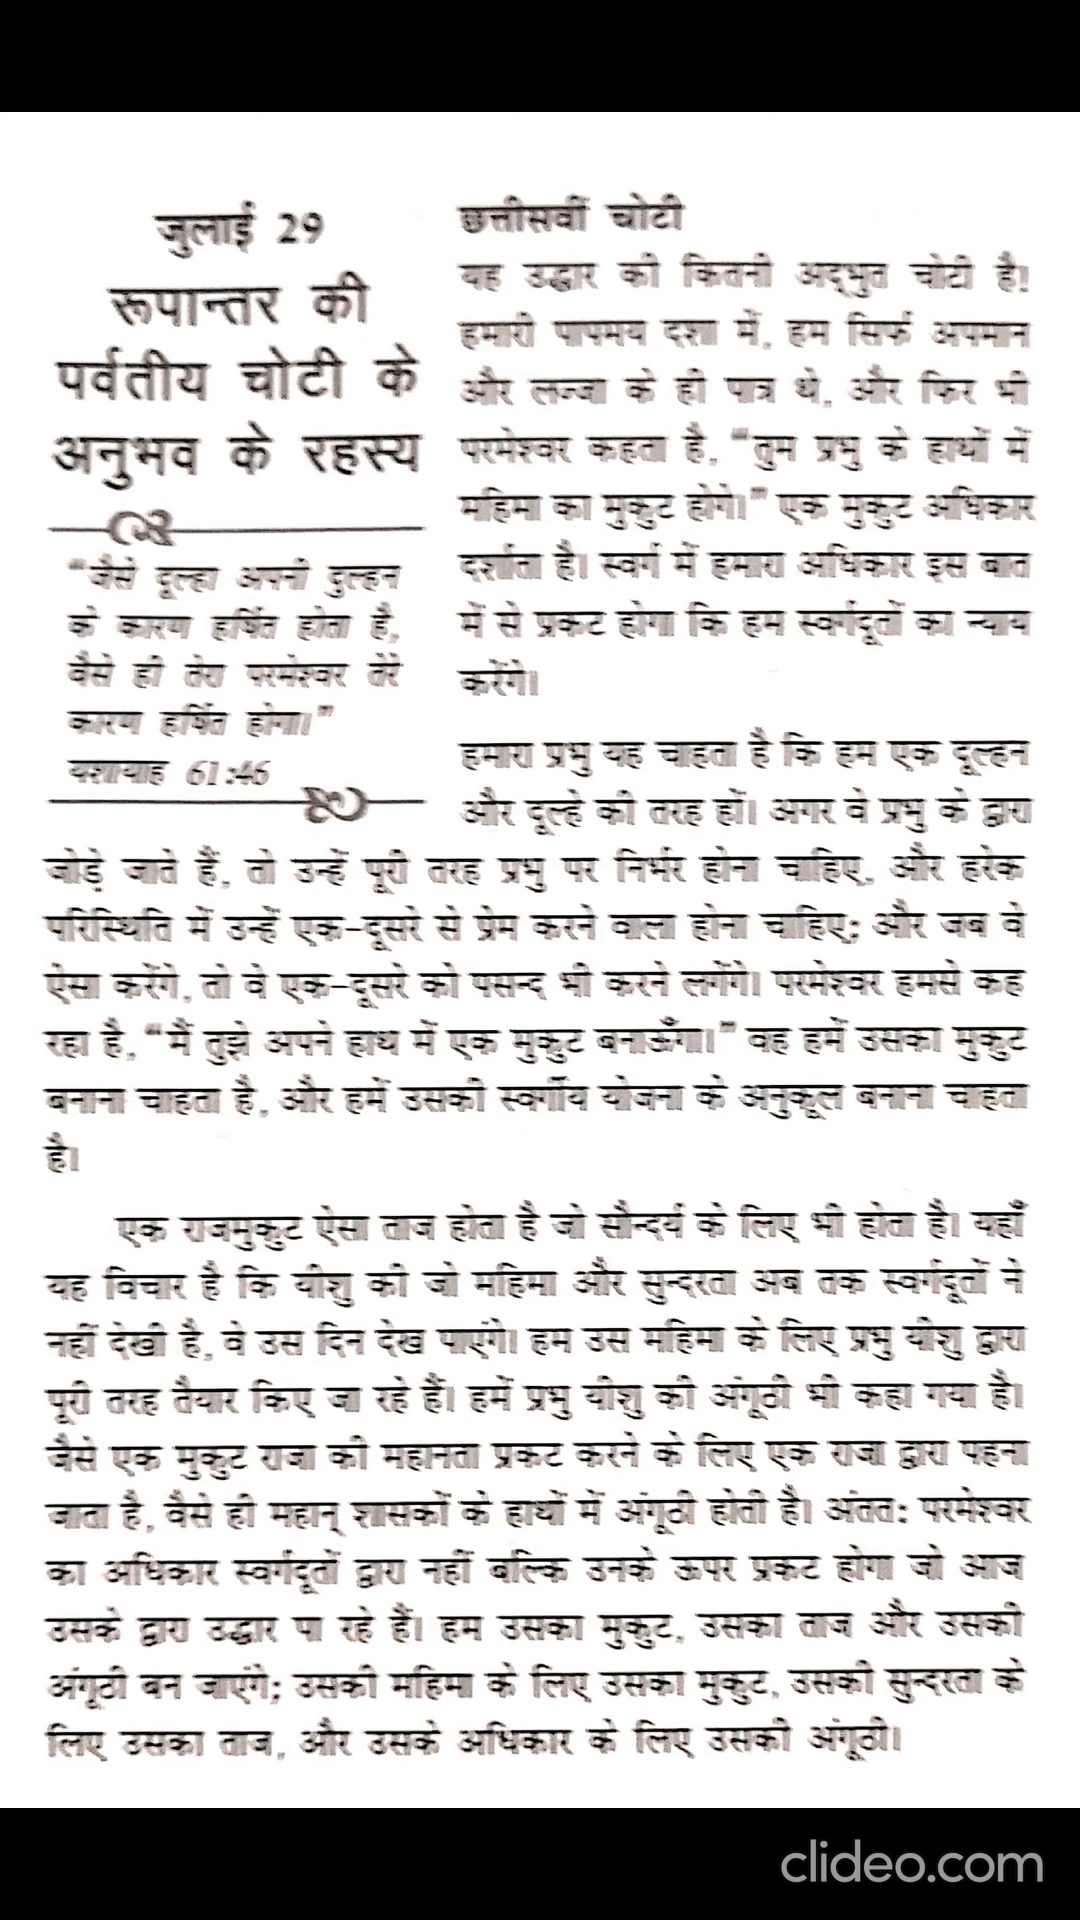 जुलाई 29
रूपान्तर की
पर्वतीय चोटी के
अनुभव के रहस्य
“जैसे दूल्हा अपनी दुल्हन
के कारण हर्षित होता है,
वैसे ही तेरा परमेश्वर तेरे
कारण हर्षित होगा।”
यशायाह 61:46
छत्तीसवीं चोटी
यह उद्धार की कितनी अद्भुत चोटी है!
हमारी पापमय दशा में, हम सिर्फ अपमान
और लज्जा के ही पात्र थे, और फिर भी
परमेश्वर कहता है, “तुम प्रभु के हाथों में
महिमा का मुकुट होगे।” एक मुकुट अधिकार
दर्शाता है। स्वर्ग में हमारा अधिकार इस बात
में से प्रकट होगा कि हम स्वर्गदूतों का न्याय
करेंगे।
हमारा प्रभु यह चाहता है कि हम एक दूल्हन
और दूल्हे की तरह हों। अगर वे प्रभु के द्वारा
जोड़े जाते हैं, तो उन्हें पूरी तरह प्रभु पर निर्भर होना चाहिए, और हरेक
परिस्थिति में उन्हें एक-दूसरे से प्रेम करने वाला होना चाहिए; और जब वे
ऐसा करेंगे, तो वे एक-दूसरे को पसन्द भी करने लगेंगे। परमेश्वर हमसे कह
रहा है, “मैं तुझे अपने हाथ में एक मुकुट बनाऊँगा।” वह हमें उसका मुकुट
बनाना चाहता है, और हमें उसकी स्वर्गीय योजना के अनुकूल बनाना चाहता
है।
एक राजमुकुट ऐसा ताज होता है जो सौन्दर्य के लिए भी होता है। यहाँ
यह विचार है कि यीशु की जो महिमा और सुन्दरता अब तक स्वर्गदूतों ने
नहीं देखी है, वे उस दिन देख पाएंगे। हम उस महिमा के लिए प्रभु यीशु द्वारा
पूरी तरह तैयार किए जा रहे हैं। हमें प्रभु यीशु की अंगूठी भी कहा गया है।
जैसे एक मुकुट राजा की महानता प्रकट करने के लिए एक राजा द्वारा पहना
जाता है, वैसे ही महान् शासकों के हाथों में अंगूठी होती है। अंततः परमेश्वर
का अधिकार स्वर्गदूतों द्वारा नहीं बल्कि उनके ऊपर प्रकट होगा जो आज
उसके द्वारा उद्धार पा रहे हैं। हम उसका मुकुट, उसका ताज और उसकी
अंगूठी बन जाएंगे; उसकी महिमा के लिए उसका मुकुट, उसकी सुन्दरता के
लिए उसका ताज, और उसके अधिकार के लिए उसकी अंगूठी।
clideo.com